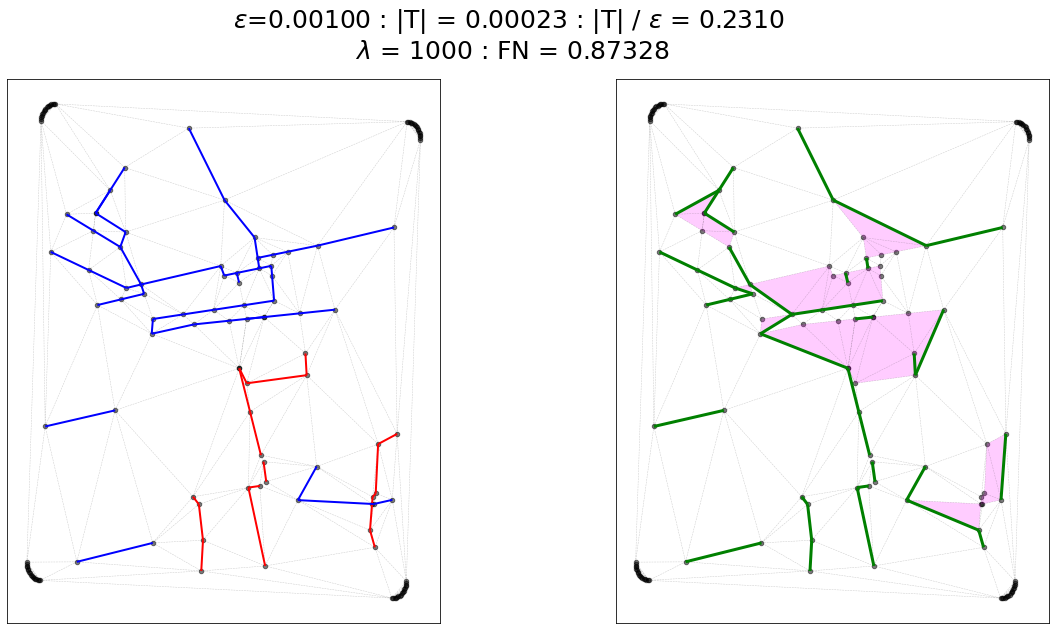 ε=0.00100 : |T| = 0.00023 : |T| / ε = 0.2310
λ = 1000 : FN = 0.87328